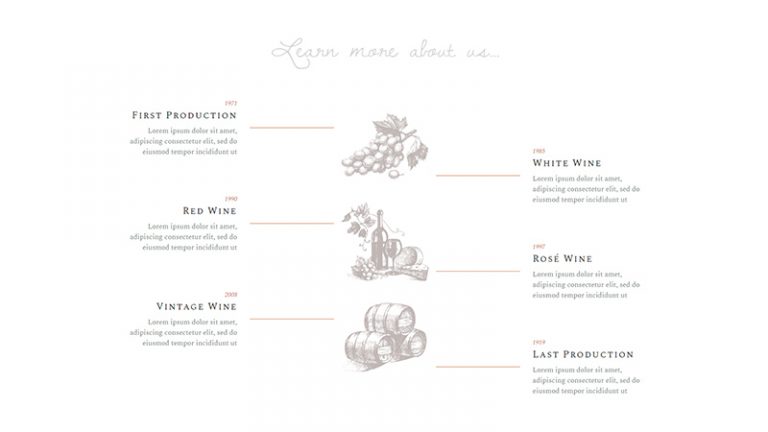 Learn more about us...
1971
First Production
Lorem ipsum dolor sit amet,
adipiscing consectetur elit, sed do
eiusmod tempor incididunt ut
1985
White Wine
Lorem ipsum dolor sit amet,
adipiscing consectetur elit, sed do
eiusmod tempor incididunt ut
1990
Red Wine
Lorem ipsum dolor sit amet,
adipiscing consectetur elit, sed do
eiusmod tempor incididunt ut
1997
Rosé Wine
Lorem ipsum dolor sit amet,
adipiscing consectetur elit, sed do
eiusmod tempor incididunt ut
2008
Vintage Wine
Lorem ipsum dolor sit amet,
adipiscing consectetur elit, sed do
eiusmod tempor incididunt ut
Last Production
Lorem ipsum dolor sit amet,
adipiscing consectetur elit, sed do
eiusmod tempor incididunt ut